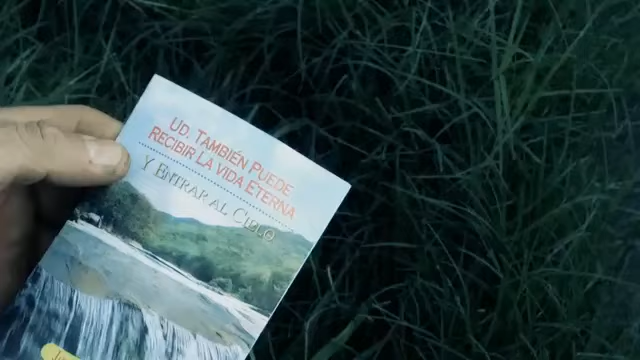 UD. TAMBIÉN PUEDE
RECIBIR LA VIDA ETERNA
Y ENTRAR AL CIELO